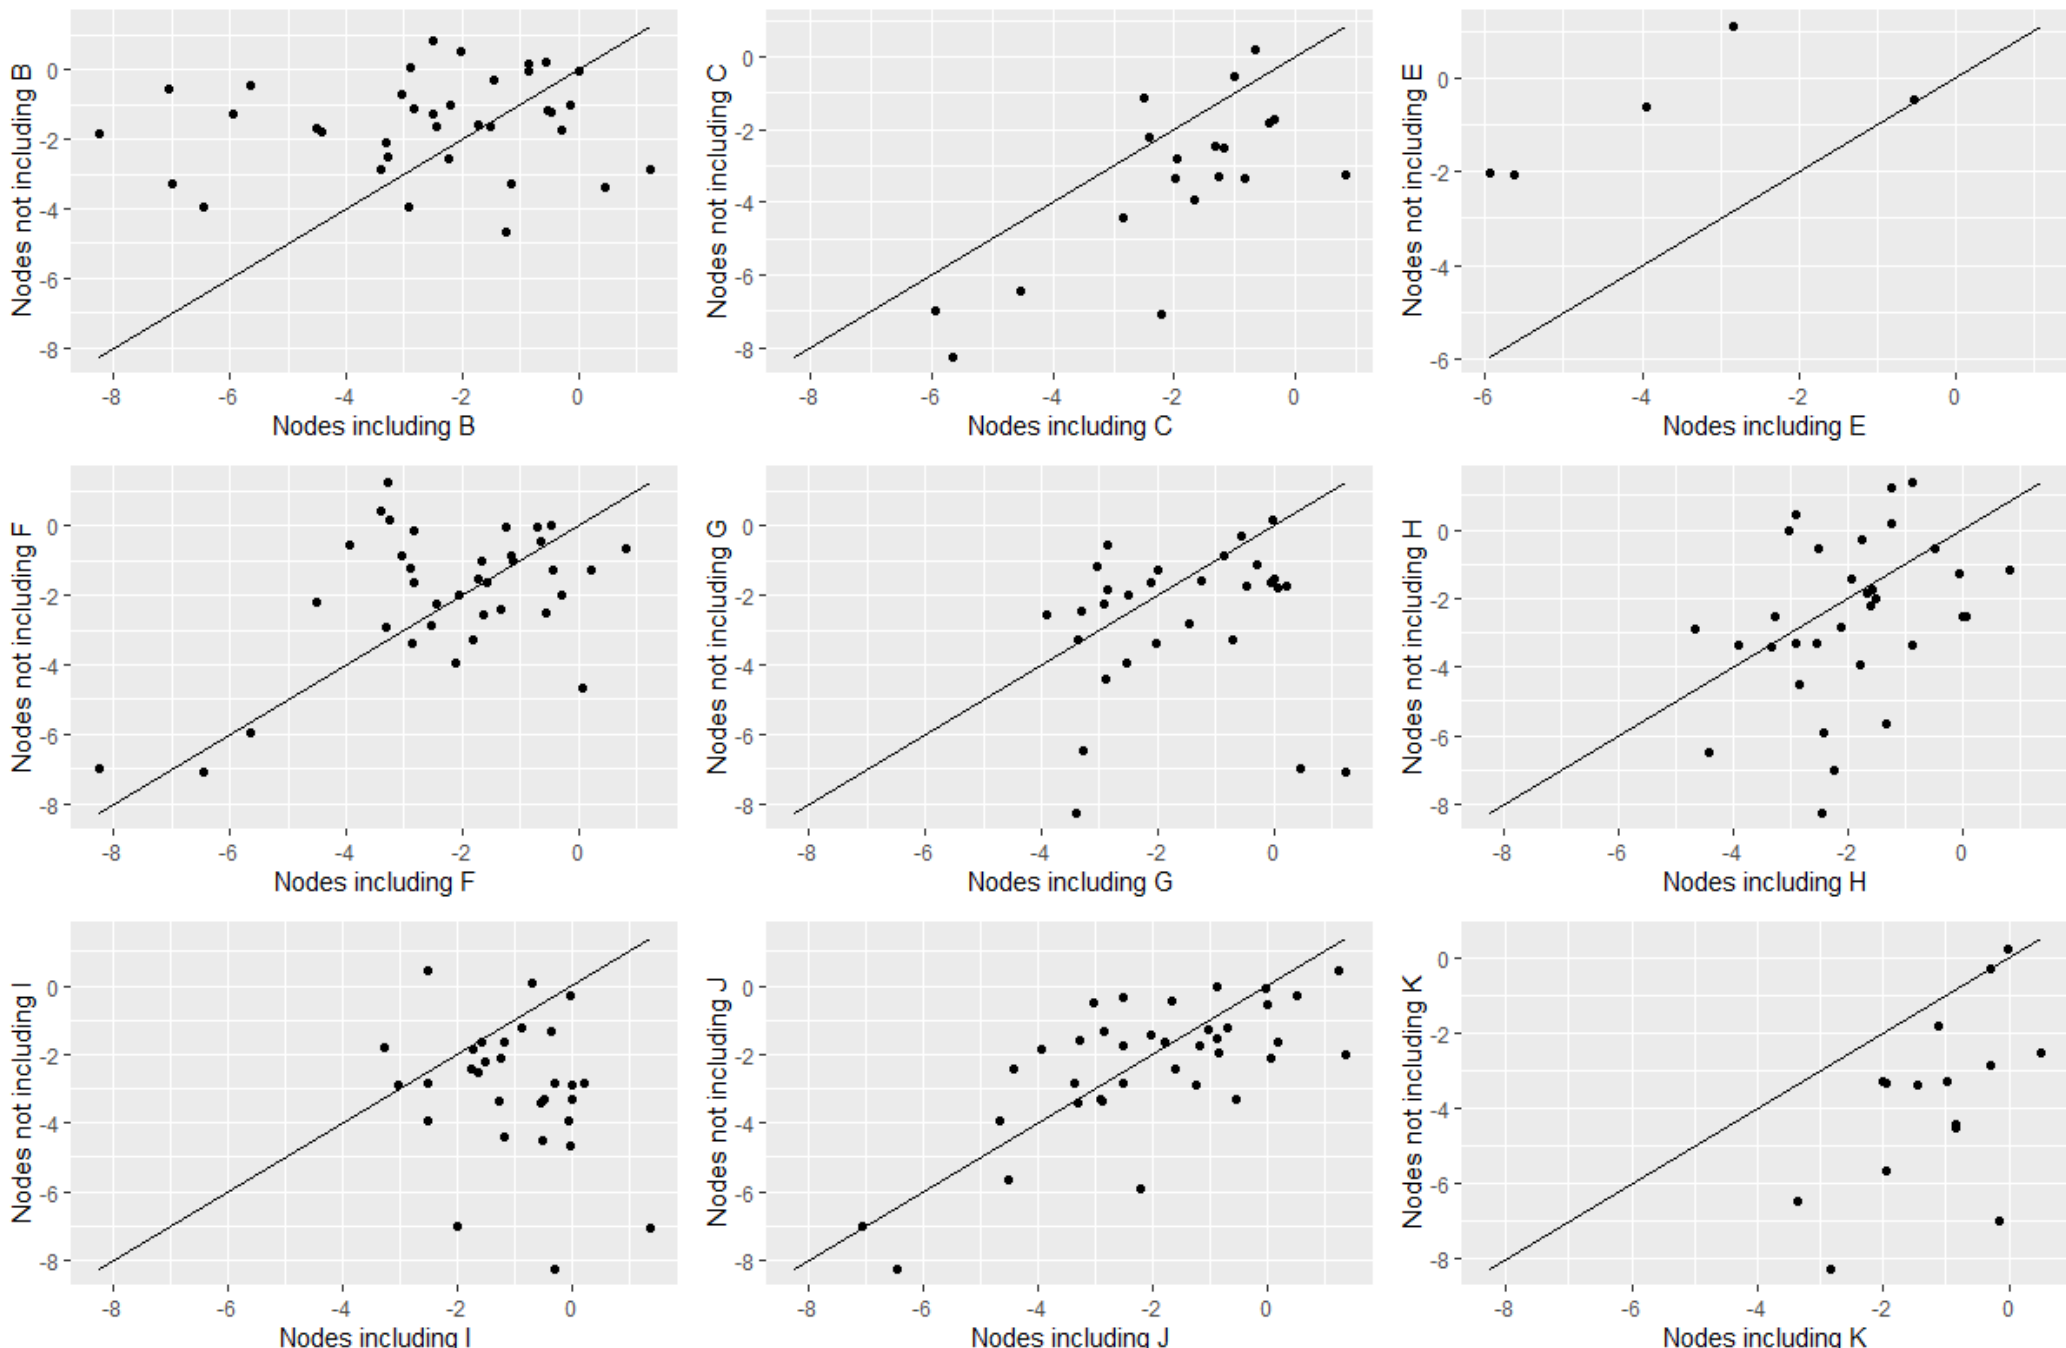 Nodes not including B
0
-2
-4
-6
-8
-8 -6 -4 -2 0
Nodes including B
Nodes not including C
0
-2
-4
-6
-8
-8 -6 -4 -2 0
Nodes including C
Nodes not including E
0
-2
-4
-6
-6 -4 -2 0
Nodes including E
Nodes not including F
0
-2
-4
-6
-8
-8 -6 -4 -2 0
Nodes including F
Nodes not including G
0
-2
-4
-6
-8
-8 -6 -4 -2 0
Nodes including G
Nodes not including H
0
-2
-4
-6
-8
-8 -6 -4 -2 0
Nodes including H
Nodes not including I
0
-2
-4
-6
-8
-8 -6 -4 -2 0
Nodes including I
Nodes not including J
0
-2
-4
-6
-8
-8 -6 -4 -2 0
Nodes including J
Nodes not including K
0
-2
-4
-6
-8
-8 -6 -4 -2 0
Nodes including K